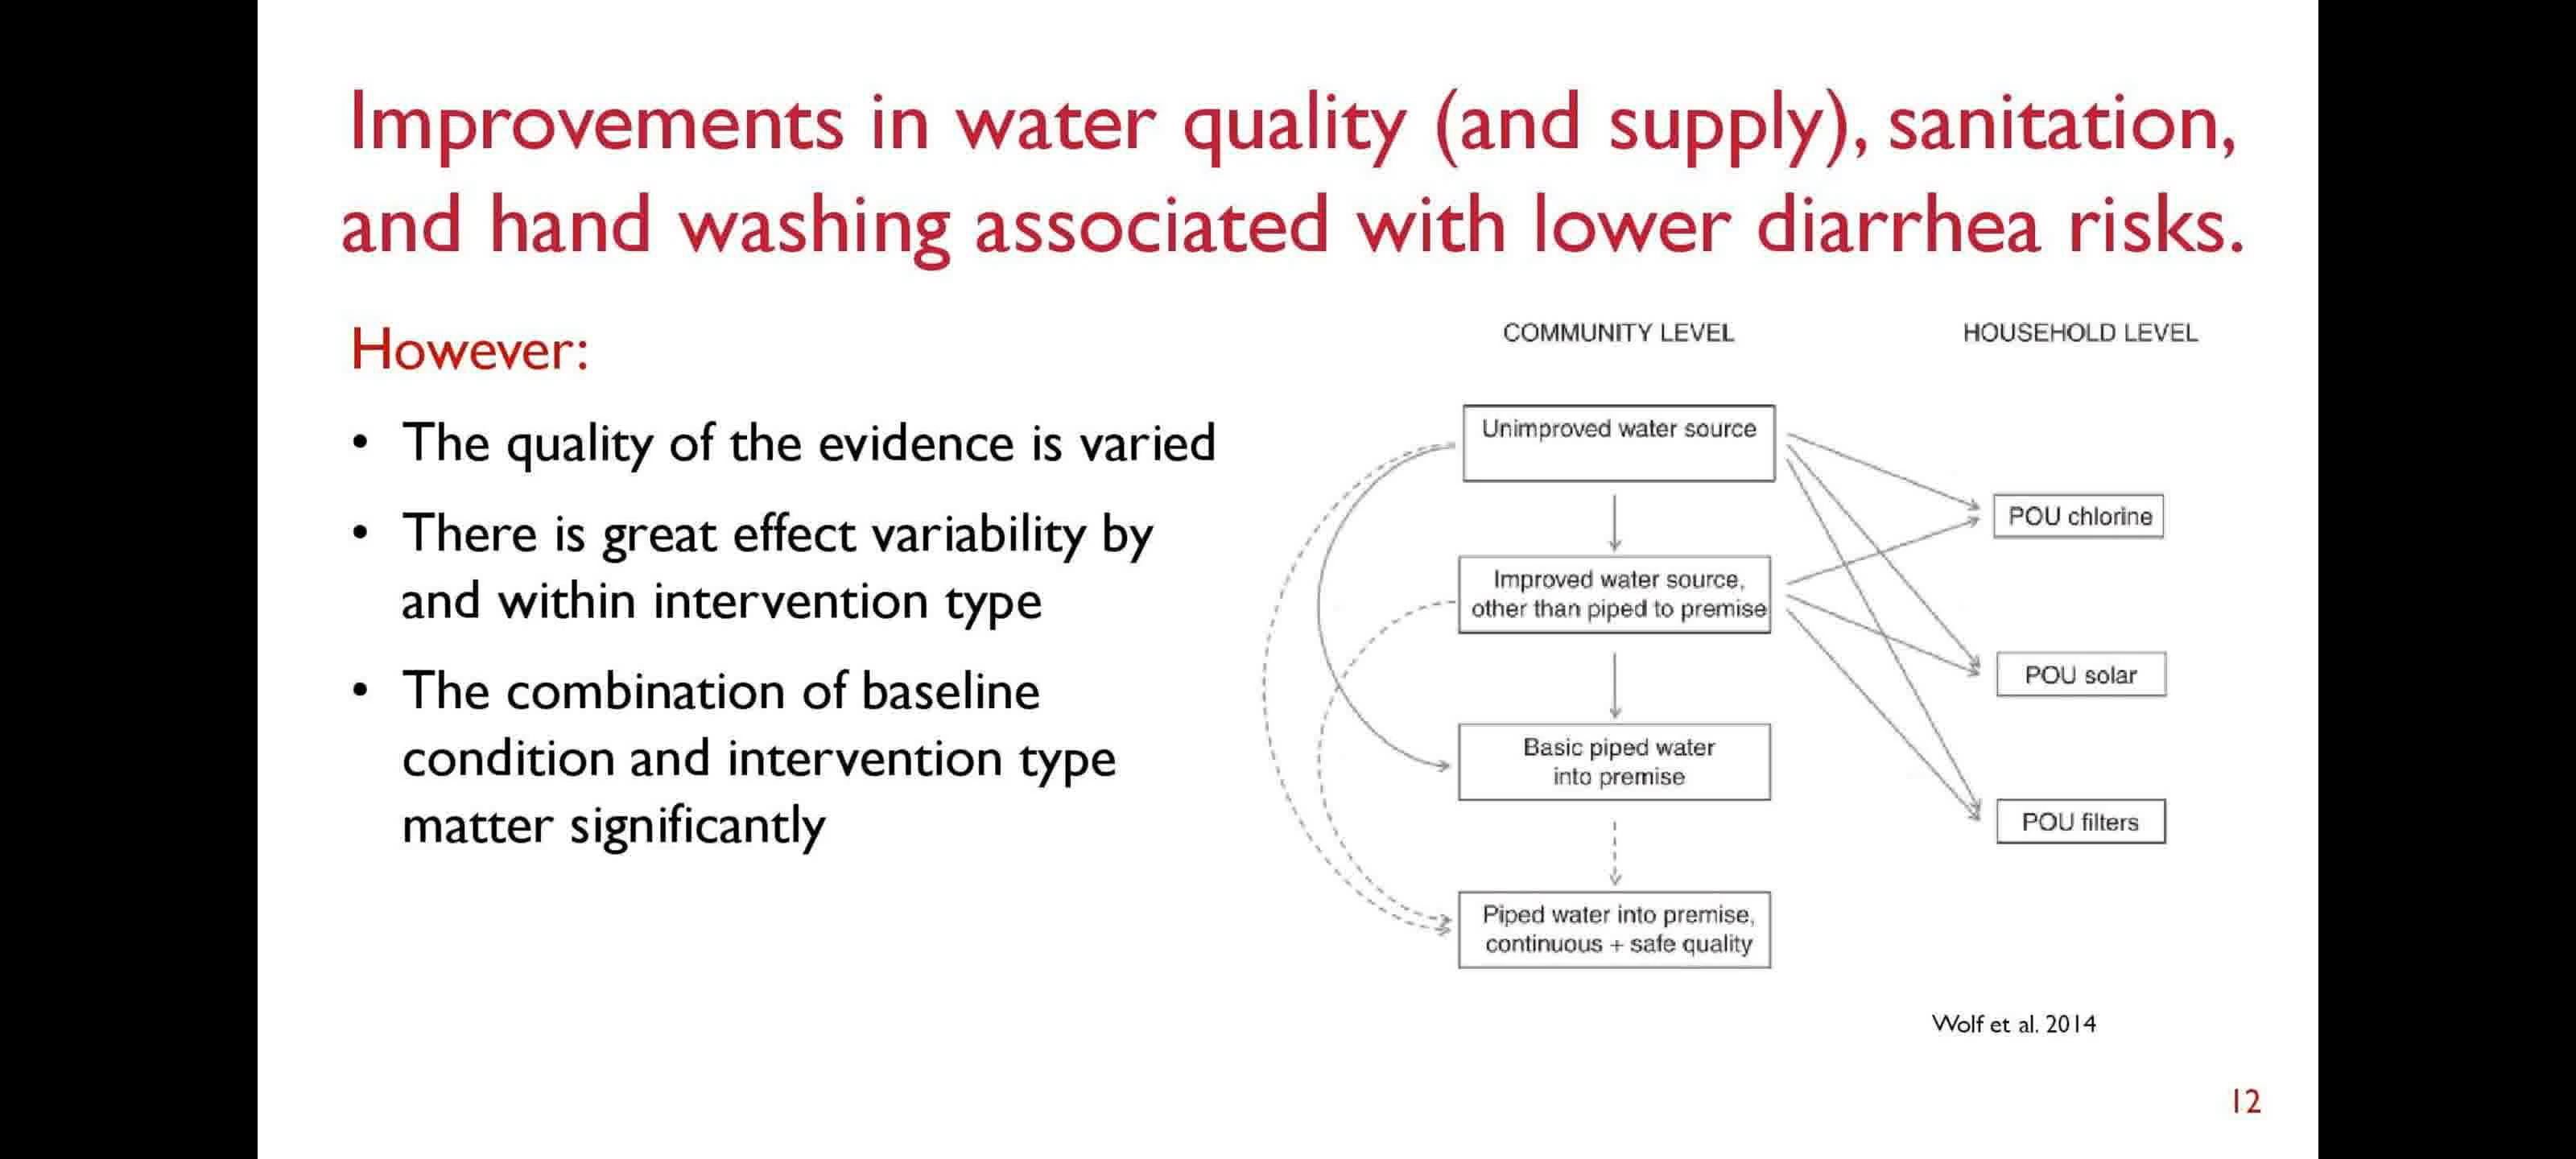 Improvements in water quality (and supply), sanitation,
and hand washing associated with lower diarrhea risks.
However:
• The quality of the evidence is varied
• There is great effect variability by
and within intervention type
• The combination of baseline
condition and intervention type
matter significantly
COMMUNITY LEVEL
HOUSEHOLD LEVEL
Unimproved water source
Improved water source,
other than piped to premise
Basic piped water
into premise
Piped water into premise,
continuous + safe quality
POU chlorine
POU solar
POU filters
Wolf et al. 2014
12